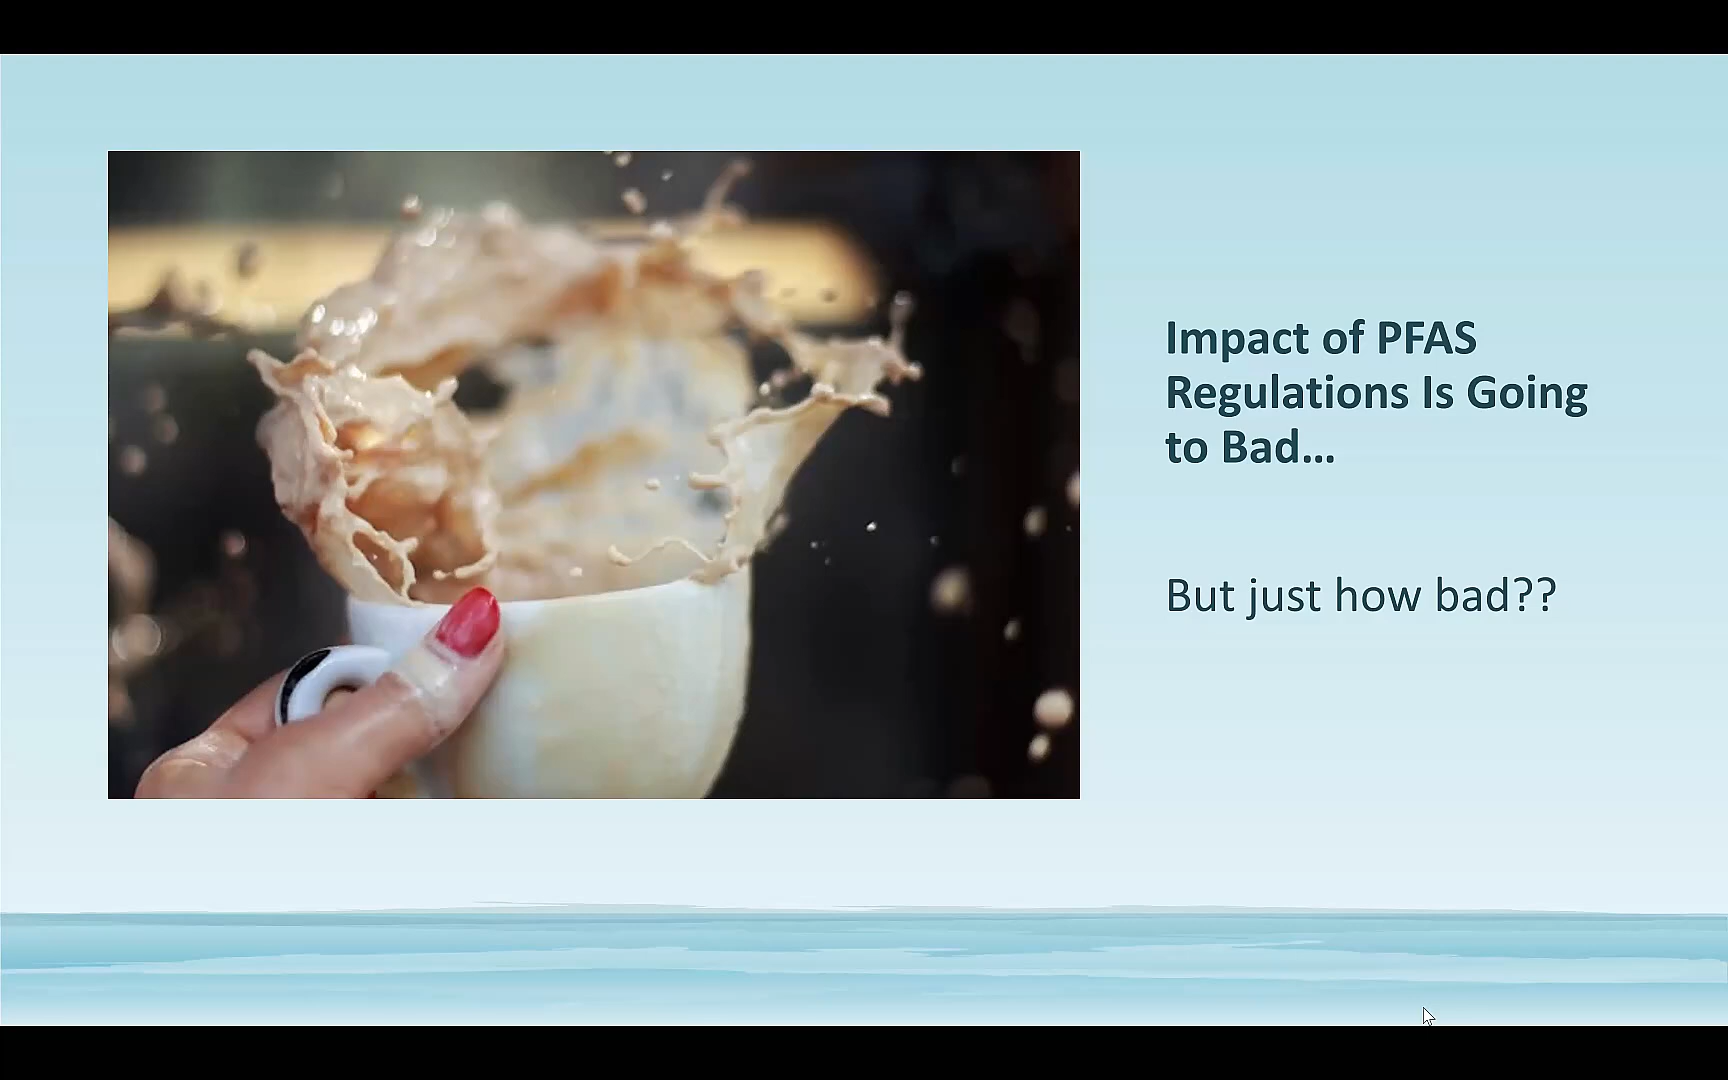 Impact of PFAS
Regulations Is Going
to Bad…
But just how bad??